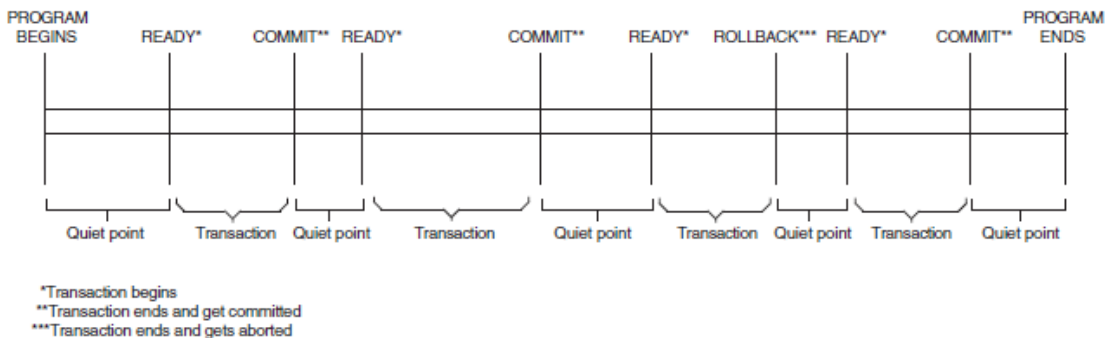 PROGRAM BEGINS
READY*
COMMIT**
READY*
COMMIT**
READY*
ROLLBACK***
READY*
COMMIT**
PROGRAM ENDS
Quiet point
Transaction
Quiet point
Transaction
Quiet point
Transaction
Quiet point
Transaction
Quiet point
*Transaction begins
**Transaction ends and get committed
***Transaction ends and gets aborted